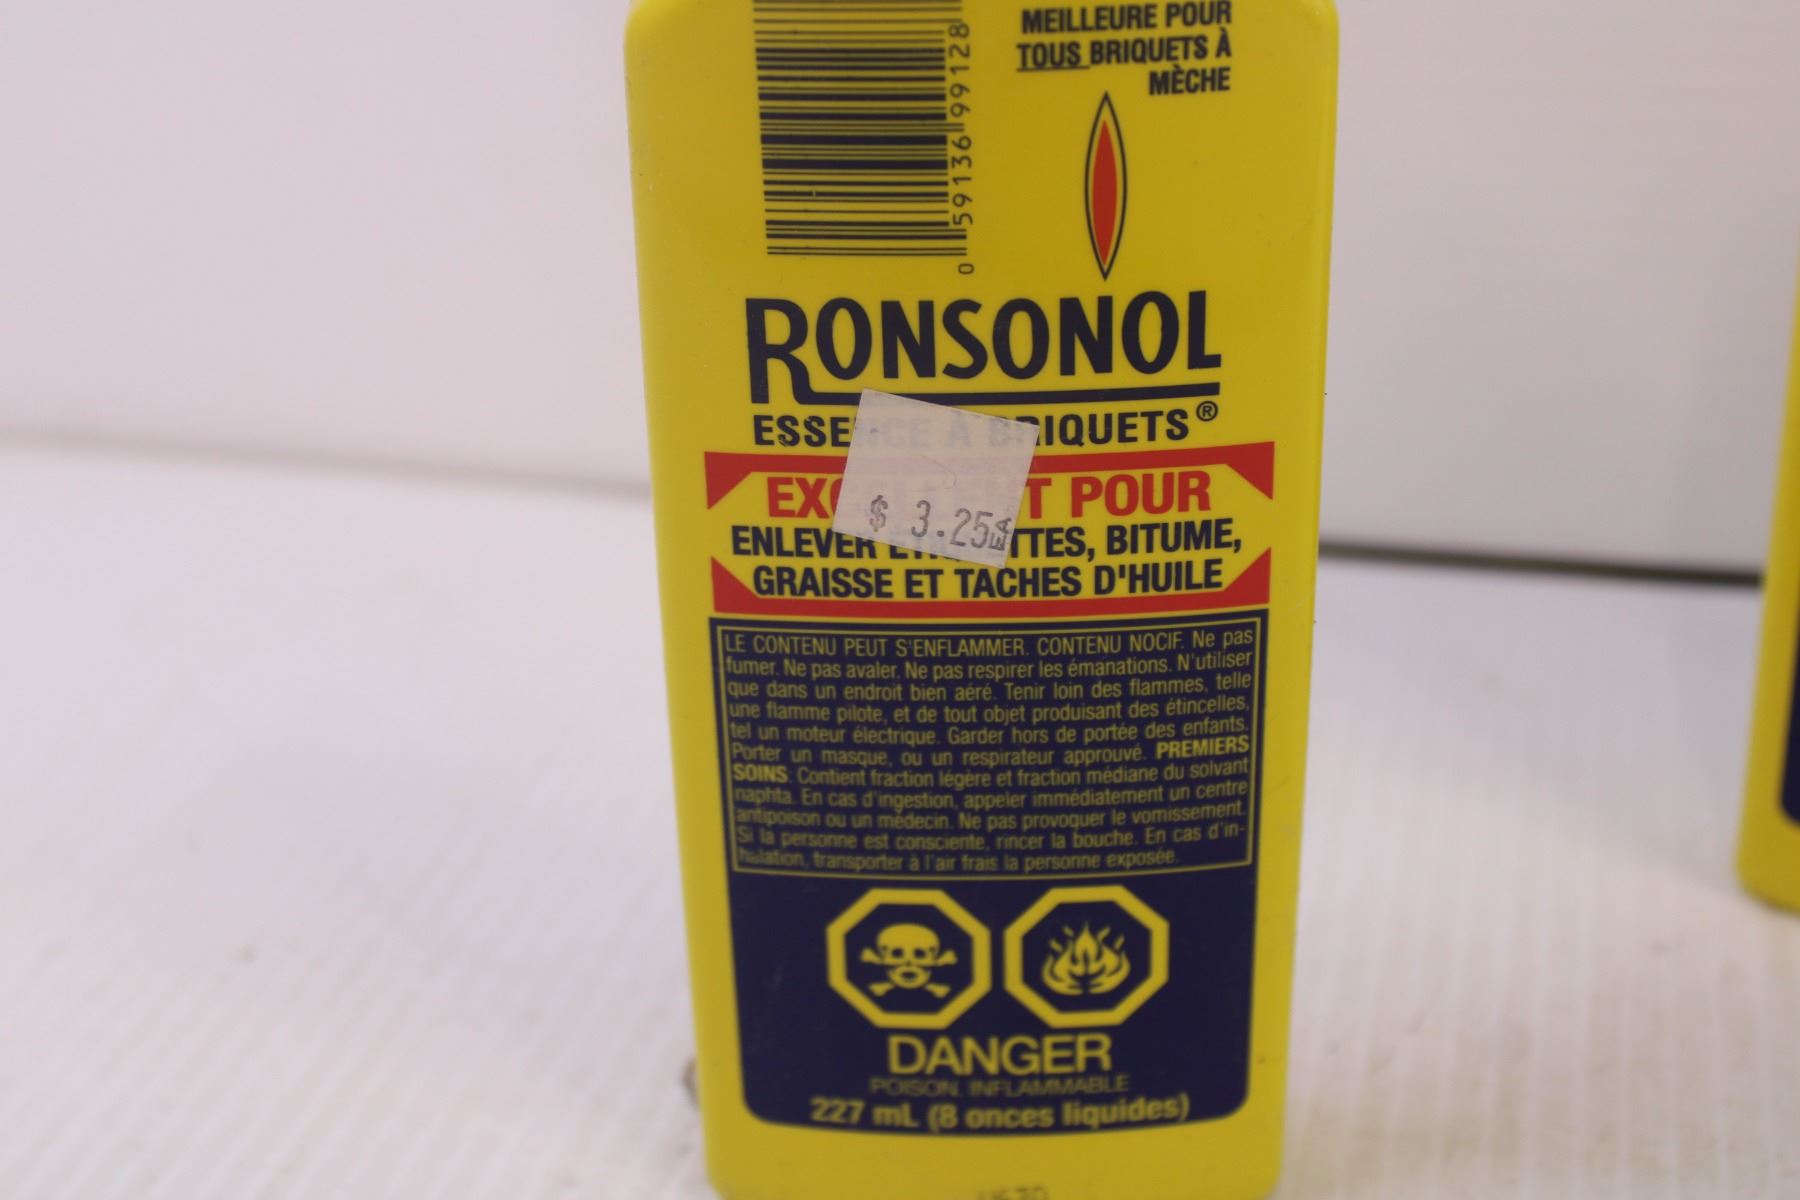 MEILLEURE POUR
TOUS BRIQUETS À
MÈCHE
0 59136 99128
RONSONOL
ESSENCE À BRIQUETS®
EXCELLENT POUR
$ 3.25 EA
ENLEVER ÉTIQUETTES, BITUME,
GRAISSE ET TACHES D'HUILE
LE CONTENU PEUT S'ENFLAMMER. CONTENU NOCIF. Ne pas
fumer. Ne pas avaler. Ne pas respirer les émanations. N'utiliser
que dans un endroit bien aéré. Tenir loin des flammes, telle
une flamme pilote, et de tout objet produisant des étincelles,
tel un moteur électrique. Garder hors de portée des enfants.
Porter un masque, ou un respirateur approuvé. PREMIERS
SOINS: Contient fraction légère et fraction médiane du solvant
naphta. En cas d'ingestion, appeler immédiatement un centre
antipoison ou un médecin. Ne pas provoquer le vomissement.
Si la personne est consciente, rincer la bouche. En cas d'in-
halation, transporter à l'air frais la personne exposée.
DANGER
POISON. INFLAMMABLE
227 mL (8 onces liquides)